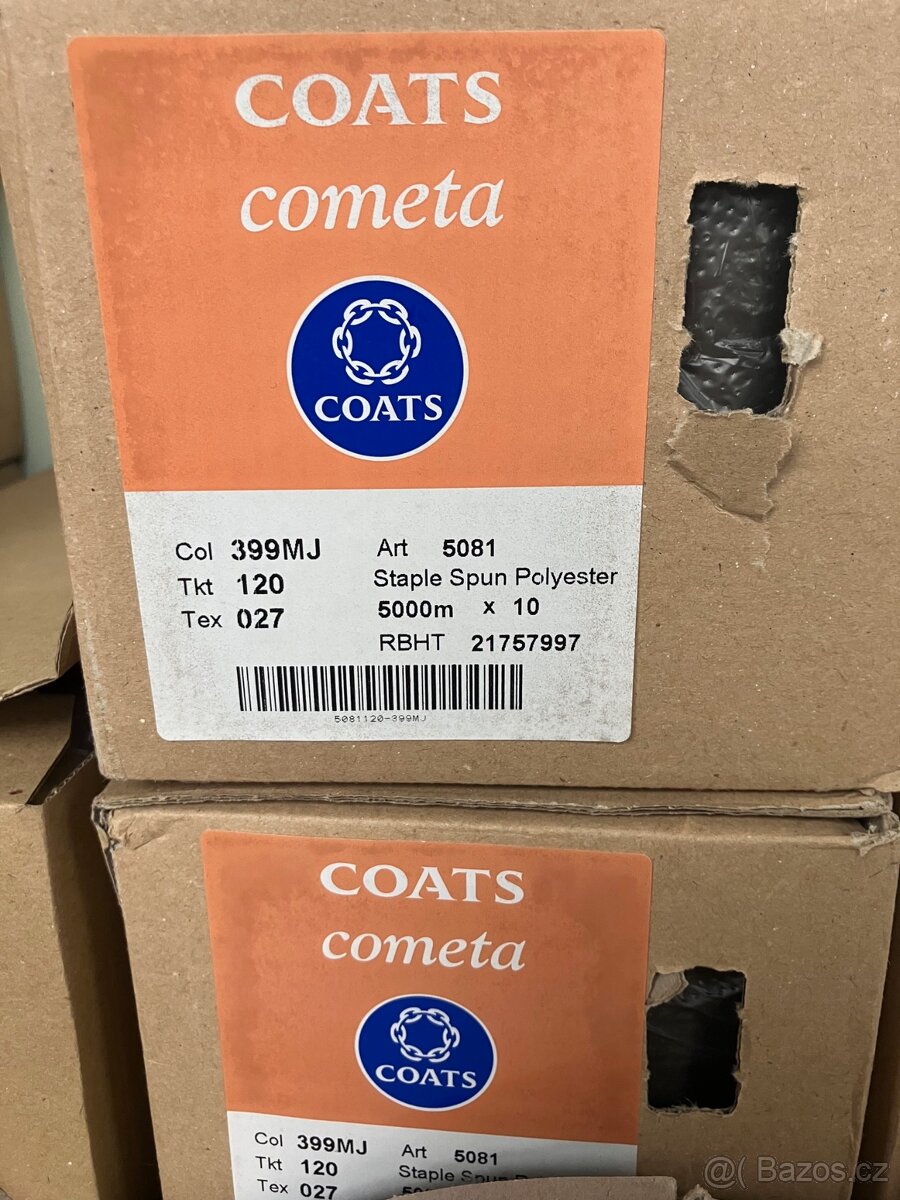 COATS
cometa
COATS
Col 399MJ Art 5081
Tkt 120 Staple Spun Polyester
Tex 027 5000m x 10
RBHT 21757997
5081120-399MJ
COATS
cometa
COATS
Col 399MJ Art 5081
Tkt 120 Staple Spun
Tex 027
@( Bazos.cz